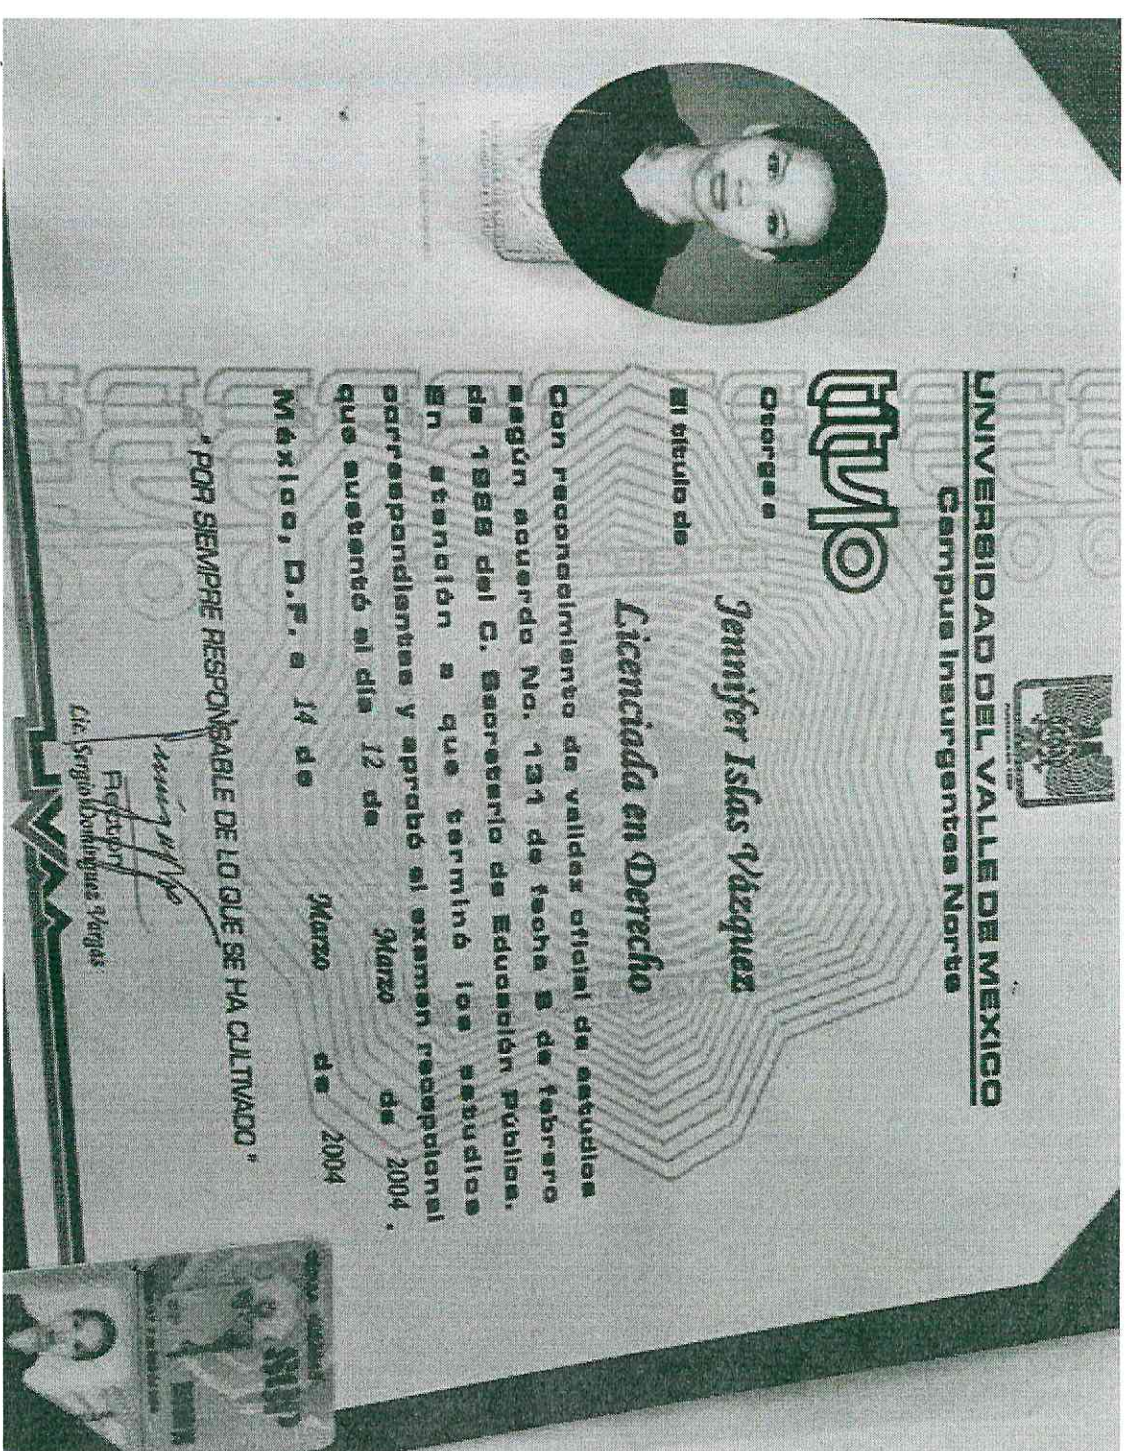 UNIVERSIDAD DEL VALLE DE MEXICO
Campus Insurgentes Norte
título
Otorga a
Jennifer Islas Vázquez
El título de
Licenciada en Derecho
Con reconocimiento de validez oficial de estudios
según acuerdo No. 131 de fecha 8 de febrero
de 1988 del C. Secretario de Educación Pública.
En atención a que terminó los estudios
correspondientes y aprobó el examen recepcional
que sustentó el día 12 de Marzo de 2004.
México, D.F. a 14 de Marzo de 2004
"POR SIEMPRE RESPONSABLE DE LO QUE SE HA CULTIVADO"
Rector
Lic. Sergio Domínguez Vargas